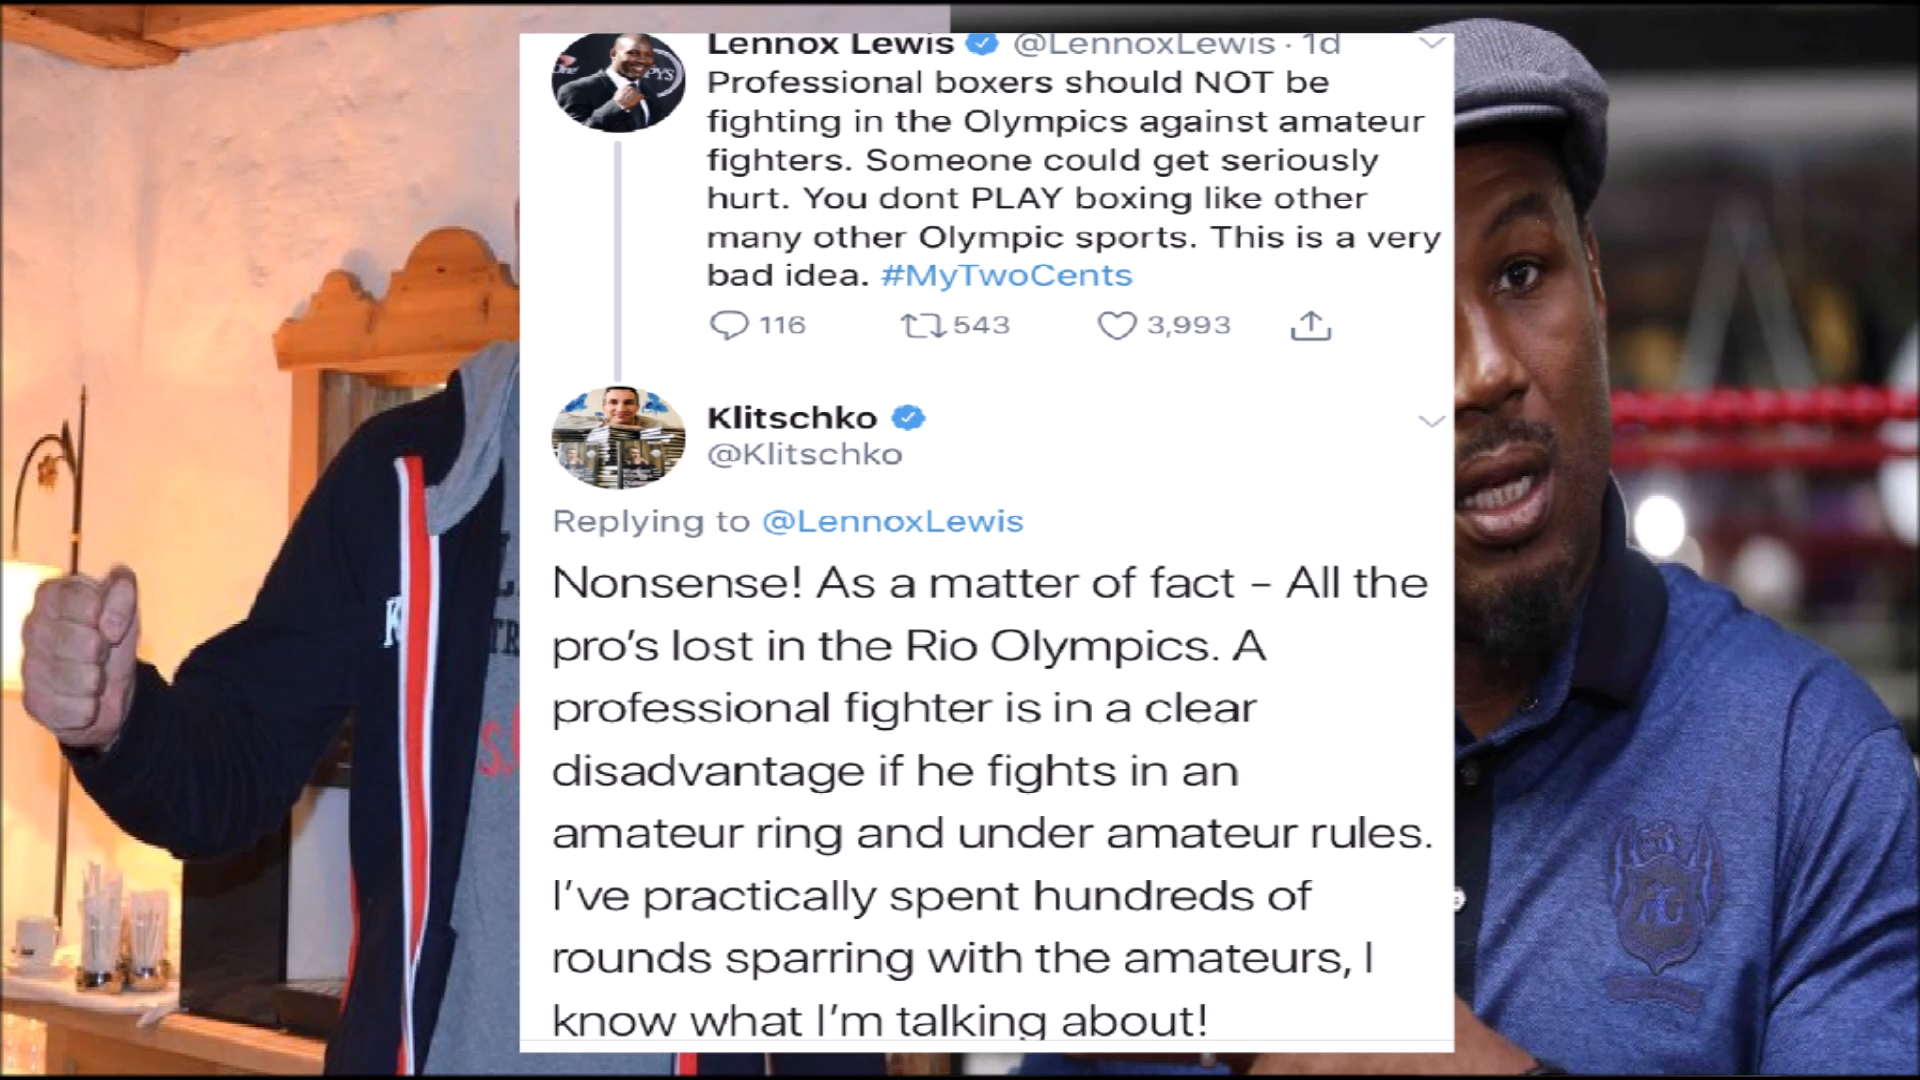 Lennox Lewis @LennoxLewis · 1d
Professional boxers should NOT be
fighting in the Olympics against amateur
fighters. Someone could get seriously
hurt. You dont PLAY boxing like other
many other Olympic sports. This is a very
bad idea. #MyTwoCents
116 543 3,993
Klitschko
@Klitschko
Replying to @LennoxLewis
Nonsense! As a matter of fact – All the
pro’s lost in the Rio Olympics. A
professional fighter is in a clear
disadvantage if he fights in an
amateur ring and under amateur rules.
I’ve practically spent hundreds of
rounds sparring with the amateurs, I
know what I’m talking about!